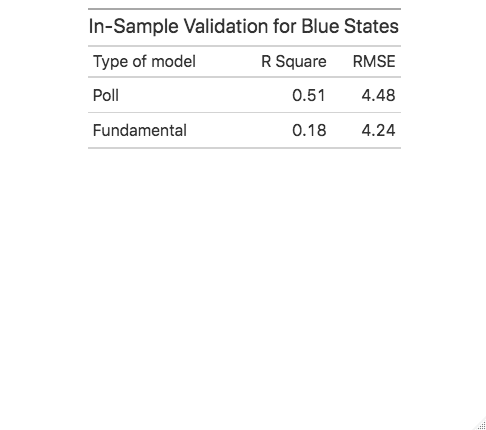 In-Sample Validation for Blue States
Type of model R Square RMSE
Poll 0.51 4.48
Fundamental 0.18 4.24